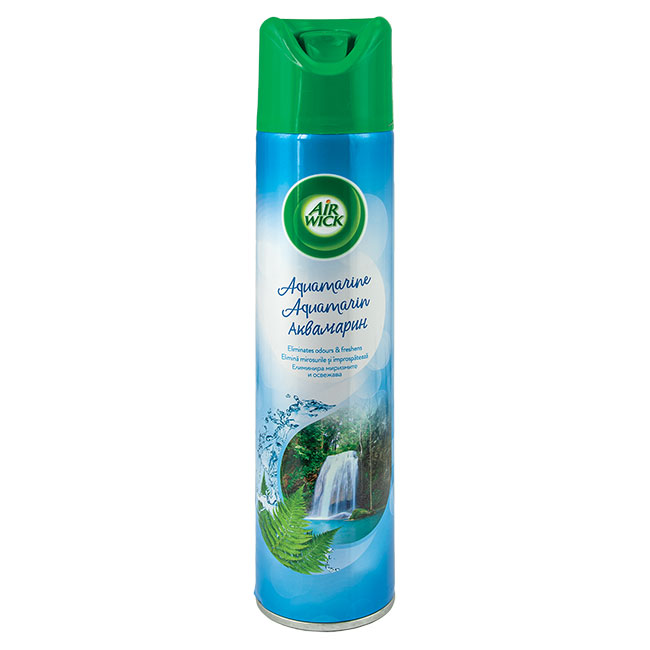 AIR
WICK
Aquamarine
Aquamarin
Аквамарин
Eliminates odours & freshens
Elimină mirosurile și împrospătează
Елиминира миризмите
и освежава